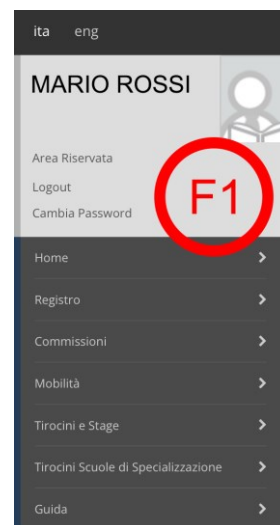 ita eng
MARIO ROSSI
Area Riservata
Logout
Cambia Password
F1
Home
Registro
Commissioni
Mobilità
Tirocini e Stage
Tirocini Scuole di Specializzazione
Guida